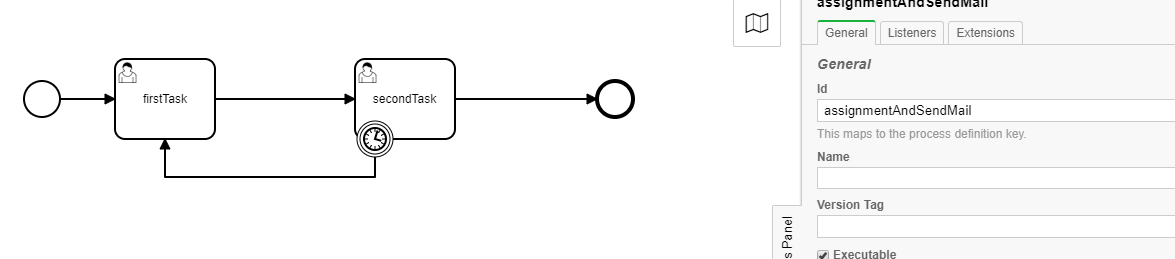 assignmentAndSendMail
General Listeners Extensions
General
Id
assignmentAndSendMail
This maps to the process definition key.
Name
Version Tag
Executable
firstTask
secondTask
s Panel